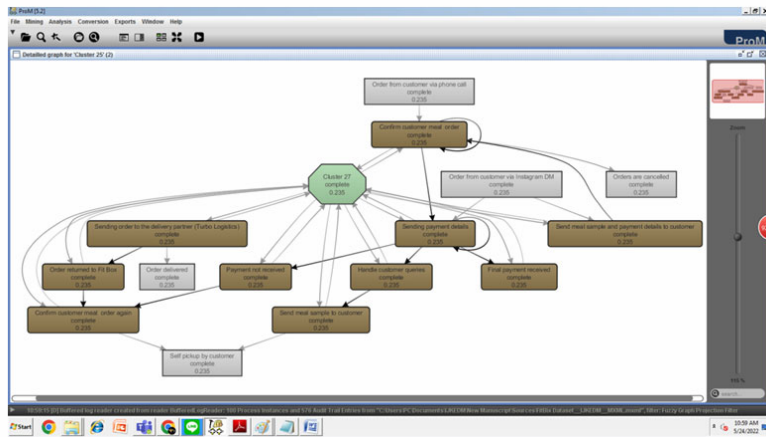 ProM [5.2]
File Mining Analysis Conversion Exports Window Help
ProM
Detailed graph for 'Cluster 25' (2)
Order from customer via phone call
complete
0.235
Confirm customer meal order
complete
0.235
Cluster 27
complete
0.235
Order from customer via Instagram DM
complete
0.235
Orders are cancelled
complete
0.235
Sending order to the delivery partner (Turbo Logistics)
complete
0.235
Sending payment details
complete
0.235
Send meal sample and payment details to customer
complete
0.235
Order returned to Fit Box
complete
0.235
Order delivered
complete
0.235
Payment not received
complete
0.235
Handle customer queries
complete
0.235
Final payment received
complete
0.235
Confirm customer meal order again
complete
0.235
Send meal sample to customer
complete
0.235
Self pickup by customer
complete
0.235
Zoom
search...
Start
10:59 AM
5/24/2022